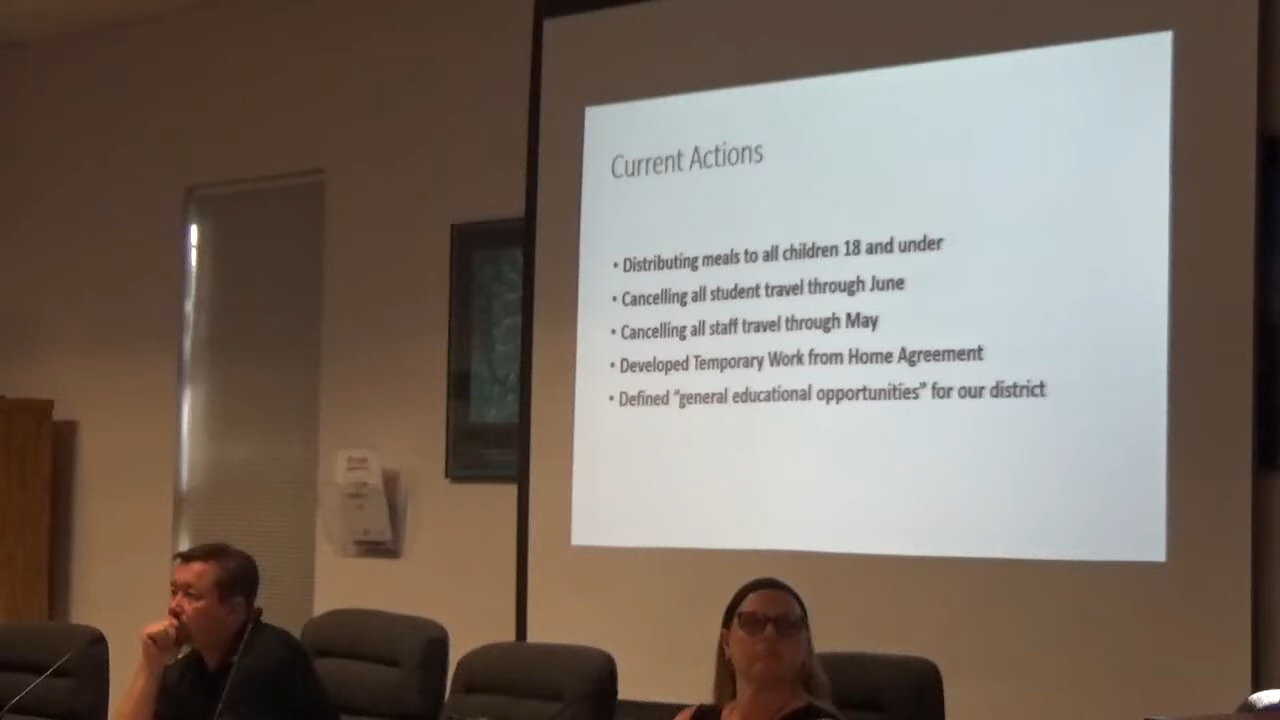 Current Actions
• Distributing meals to all children 18 and under
• Cancelling all student travel through June
• Cancelling all staff travel through May
• Developed Temporary Work from Home Agreement
• Defined “general educational opportunities” for our district